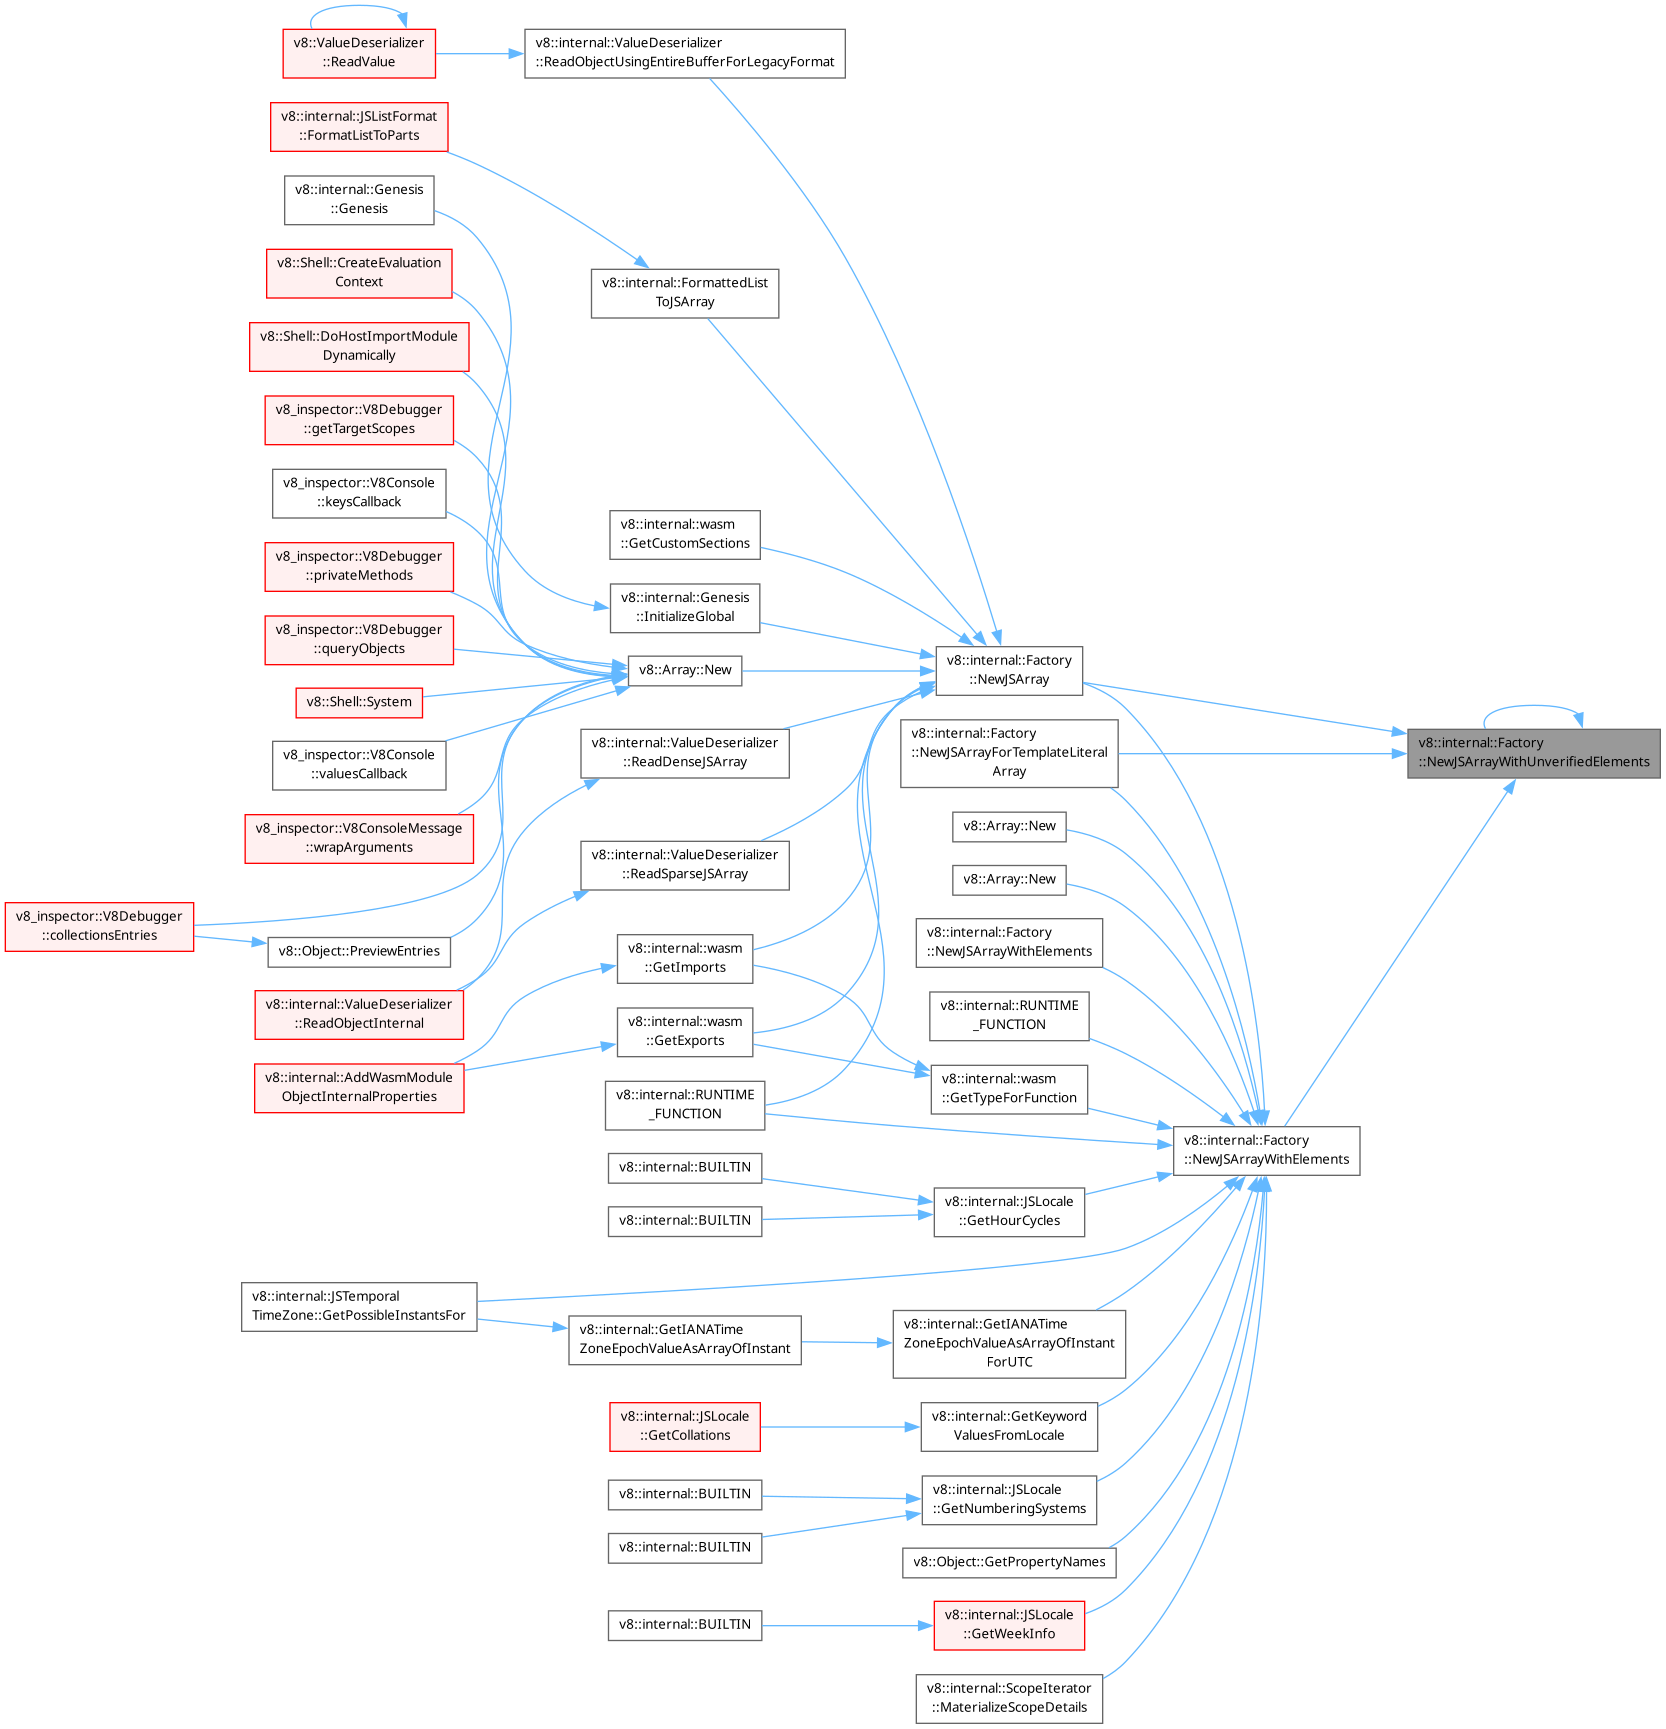 v8::ValueDeserializer
::ReadValue
v8::internal::ValueDeserializer
::ReadObjectUsingEntireBufferForLegacyFormat
v8::internal::JSListFormat
::FormatListToParts
v8::internal::Genesis
::Genesis
v8::Shell::CreateEvaluation
Context
v8::internal::FormattedList
ToJSArray
v8::Shell::DoHostImportModule
Dynamically
v8_inspector::V8Debugger
::getTargetScopes
v8_inspector::V8Console
::keysCallback
v8::internal::wasm
::GetCustomSections
v8_inspector::V8Debugger
::privateMethods
v8::internal::Genesis
::InitializeGlobal
v8_inspector::V8Debugger
::queryObjects
v8::Array::New
v8::internal::Factory
::NewJSArray
v8::Shell::System
v8::internal::Factory
::NewJSArrayForTemplateLiteral
Array
v8::internal::Factory
::NewJSArrayWithUnverifiedElements
v8_inspector::V8Console
::valuesCallback
v8::internal::ValueDeserializer
::ReadDenseJSArray
v8::Array::New
v8_inspector::V8ConsoleMessage
::wrapArguments
v8::internal::ValueDeserializer
::ReadSparseJSArray
v8::Array::New
v8_inspector::V8Debugger
::collectionsEntries
v8::Object::PreviewEntries
v8::internal::wasm
::GetImports
v8::internal::Factory
::NewJSArrayWithElements
v8::internal::ValueDeserializer
::ReadObjectInternal
v8::internal::wasm
::GetExports
v8::internal::RUNTIME
_FUNCTION
v8::internal::AddWasmModule
ObjectInternalProperties
v8::internal::RUNTIME
_FUNCTION
v8::internal::wasm
::GetTypeForFunction
v8::internal::Factory
::NewJSArrayWithElements
v8::internal::BUILTIN
v8::internal::BUILTIN
v8::internal::JSLocale
::GetHourCycles
v8::internal::JSTemporal
TimeZone::GetPossibleInstantsFor
v8::internal::GetIANATime
ZoneEpochValueAsArrayOfInstant
v8::internal::GetIANATime
ZoneEpochValueAsArrayOfInstant
ForUTC
v8::internal::JSLocale
::GetCollations
v8::internal::GetKeyword
ValuesFromLocale
v8::internal::BUILTIN
v8::internal::BUILTIN
v8::internal::JSLocale
::GetNumberingSystems
v8::Object::GetPropertyNames
v8::internal::BUILTIN
v8::internal::JSLocale
::GetWeekInfo
v8::internal::ScopeIterator
::MaterializeScopeDetails